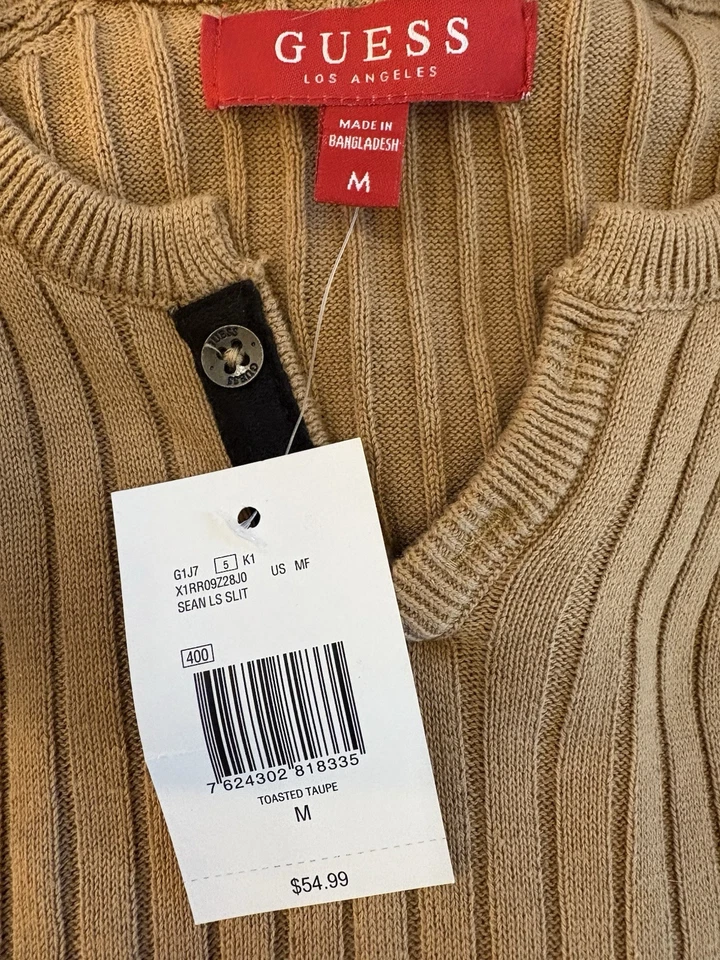 GUESS
LOS ANGELES
MADE IN
BANGLADESH
M
GUESS
GUESS
G1J7 5 K1
US MF
X1RR09Z28J0
SEAN LS SLIT
400
7 624302 818335
TOASTED TAUPE
M
$54.99